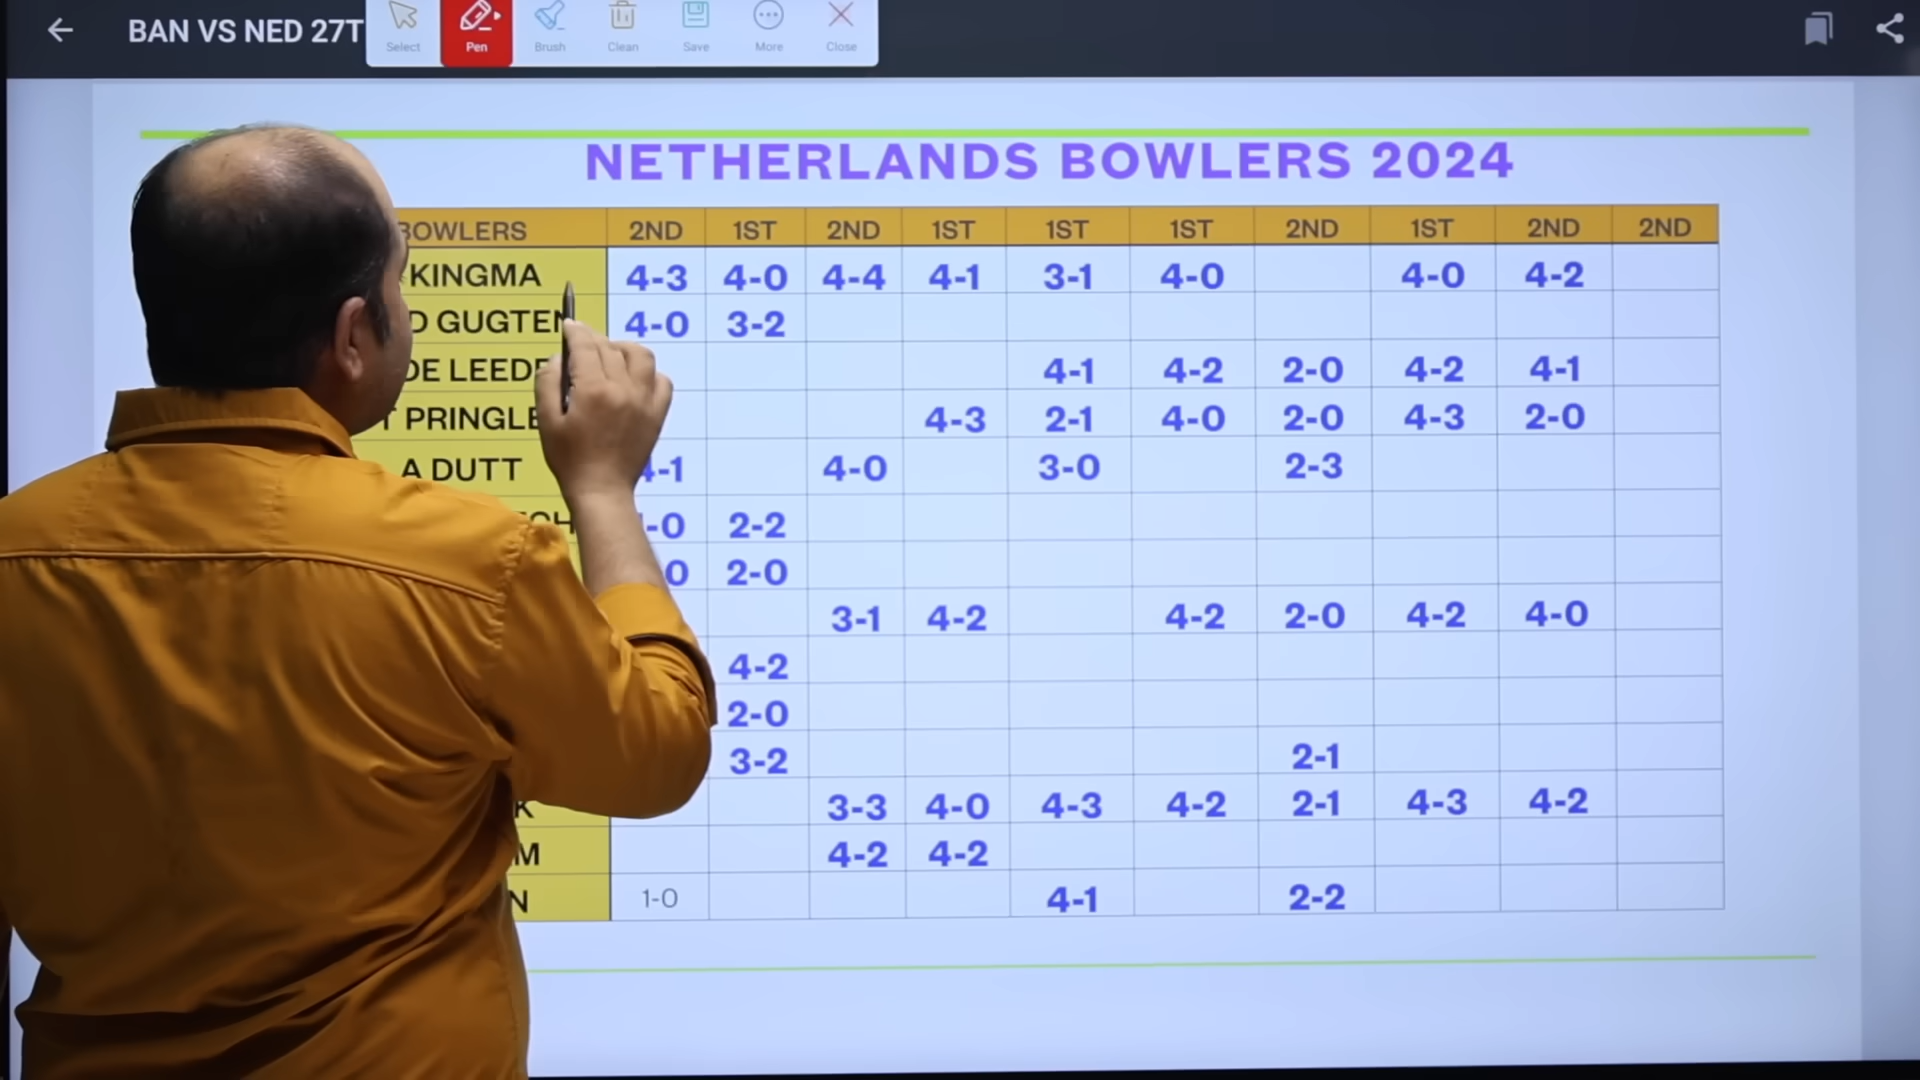 BAN VS NED 27T
Select Pen Brush Clean Save More Close
NETHERLANDS BOWLERS 2024
BOWLERS 2ND 1ST 2ND 1ST 1ST 1ST 2ND 1ST 2ND 2ND
KINGMA 4-3 4-0 4-4 4-1 3-1 4-0 4-0 4-2
D GUGTEN 4-0 3-2
DE LEEDE 4-1 4-2 2-0 4-2 4-1
PRINGLE 4-3 2-1 4-0 2-0 4-3 2-0
A DUTT 4-1 4-0 3-0 2-3
-0 2-2
0 2-0
3-1 4-2 4-2 2-0 4-2 4-0
4-2
2-0
3-2 2-1
K 3-3 4-0 4-3 4-2 2-1 4-3 4-2
M 4-2 4-2
N 1-0 4-1 2-2